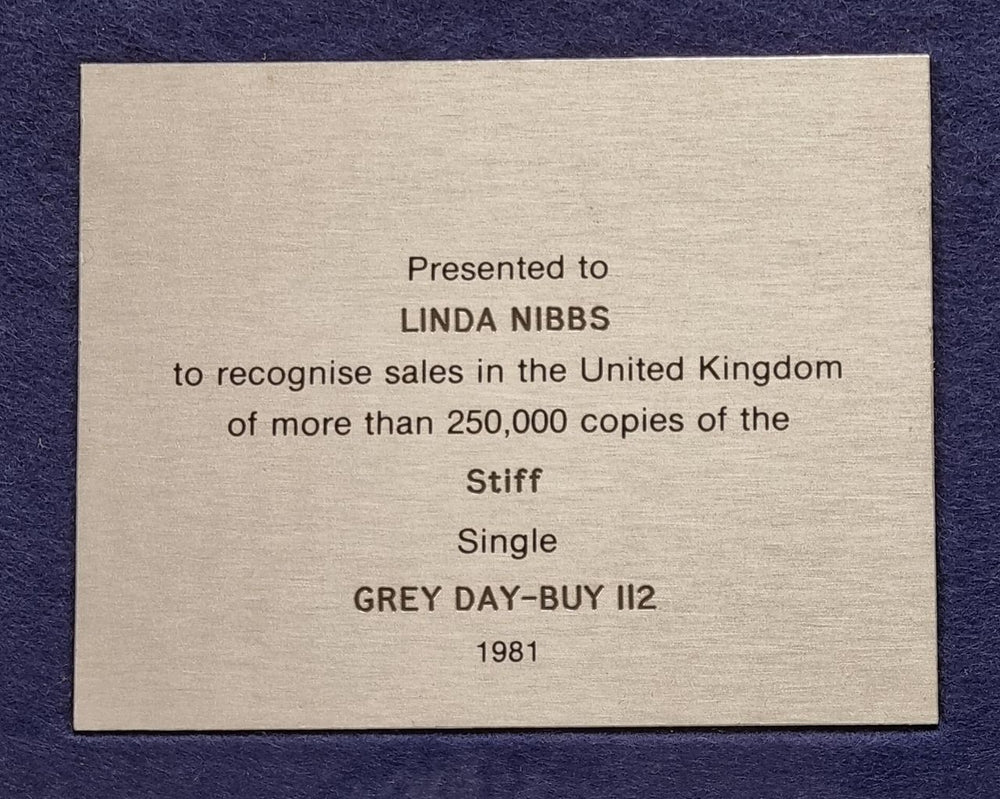 Presented to
LINDA NIBBS
to recognise sales in the United Kingdom
of more than 250,000 copies of the
Stiff
Single
GREY DAY-BUY 112
1981